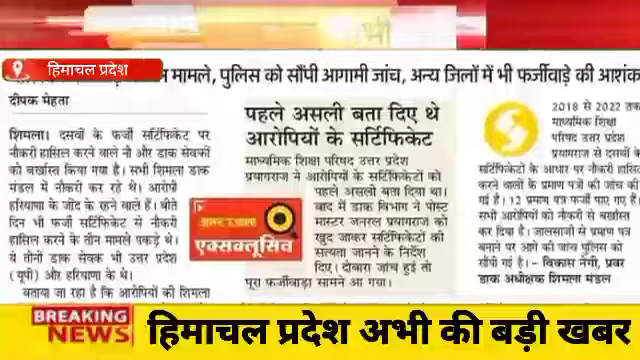 भी
हिमाचल प्रदेश
मामले, पुलिस को सौंपी आगामी जांच, अन्य जिलों में भी फर्जीवाड़े की आशंका
दीपक मेहता
शिमला। दसवीं के फर्जी सर्टिफिकेट पर
नौकरी हासिल करने वाले नौ और डाक सेवकों
को बर्खास्त किया गया है। सभी शिमला डाक
मंडल में नौकरी कर रहे थे। आरोपी
हरियाणा के जींद के रहने वाले हैं। बीते
दिन भी फर्जी सर्टिफिकेट से नौकरी
हासिल करने के तीन मामले पकड़े थे।
ये तीनों डाक सेवक भी उत्तर प्रदेश
(यूपी) और हरियाणा के थे।
बताया जा रहा है कि आरोपियों की शिमला
पहले असली बता दिए थे
आरोपियों के सर्टिफिकेट
माध्यमिक शिक्षा परिषद उत्तर प्रदेश
प्रयागराज ने आरोपियों के सर्टिफिकेटों को
पहले असली बता दिया था।
बाद में डाक विभाग ने पोस्ट
मास्टर जनरल प्रयागराज को
खुद जाकर सर्टिफिकेटों की
सत्यता जानने के निर्देश
दिए। दोबारा जांच हुई तो
पूरा फर्जीवाड़ा सामने आ गया।
अमर उजाला
एक्सक्लूसिव
2018 से 2022 तक
माध्यमिक शिक्षा
परिषद उत्तर प्रदेश
प्रयागराज से दसवीं के
सर्टिफिकेटों के आधार पर नौकरी हासिल
करने वालों के प्रमाण पत्रों की जांच की
गई है। 12 प्रमाण पत्र फर्जी पाए गए हैं।
सभी आरोपियों को नौकरी से बर्खास्त
कर दिया है। जालसाजों से प्रमाण पत्र
बनाने पर आगे की जांच पुलिस को
सौंपी गई है।- विकास नेगी, प्रवर
डाक अधीक्षक शिमला मंडल
BREAKING
NEWS
हिमाचल प्रदेश अभी की बड़ी खबर